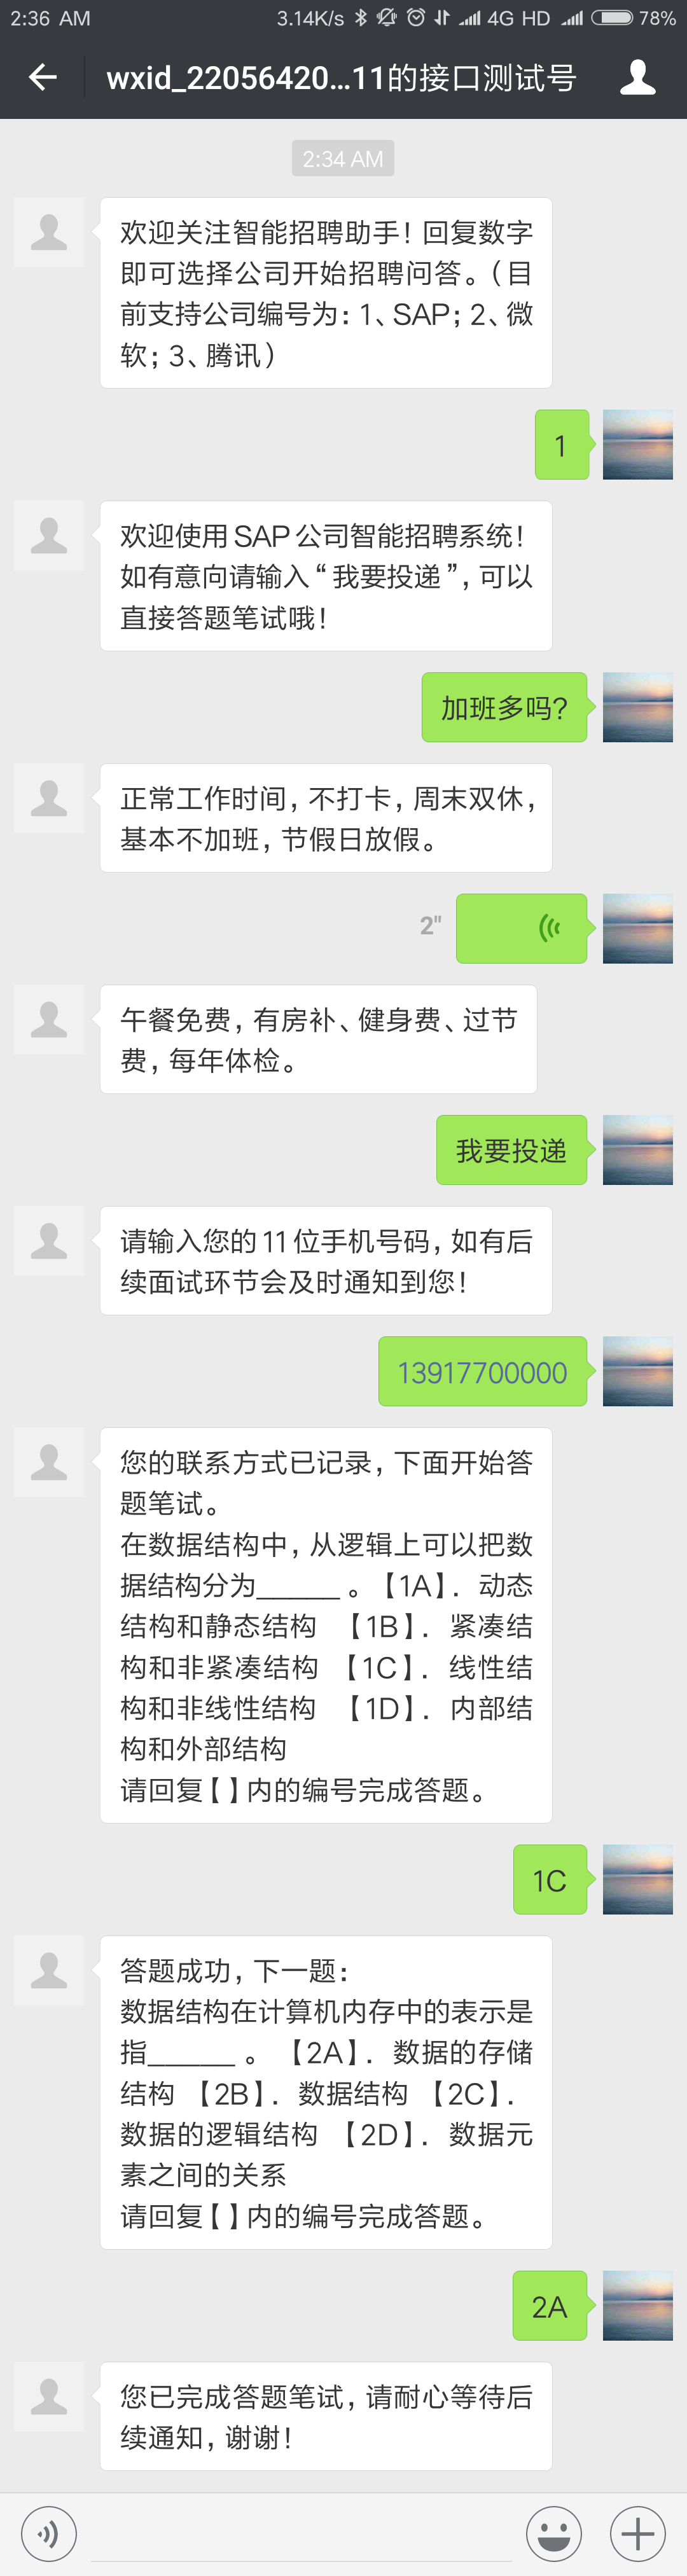 2:36 AM 3.14K/s 4G HD 78%
wxid_22056420...11的接口测试号
2:34 AM
欢迎关注智能招聘助手！回复数字
即可选择公司开始招聘问答。（目
前支持公司编号为：1、SAP；2、微
软；3、腾讯）
1
欢迎使用SAP公司智能招聘系统！
如有意向请输入“我要投递”，可以
直接答题笔试哦！
加班多吗？
正常工作时间，不打卡，周末双休，
基本不加班，节假日放假。
2"
午餐免费，有房补、健身费、过节
费，每年体检。
我要投递
请输入您的11位手机号码，如有后
续面试环节会及时通知到您！
13917700000
您的联系方式已记录，下面开始答
题笔试。
在数据结构中，从逻辑上可以把数
据结构分为_____。【1A】．动态
结构和静态结构 【1B】．紧凑结
构和非紧凑结构 【1C】．线性结
构和非线性结构 【1D】．内部结
构和外部结构
请回复【】内的编号完成答题。
1C
答题成功，下一题：
数据结构在计算机内存中的表示是
指_____。【2A】．数据的存储
结构 【2B】．数据结构 【2C】．
数据的逻辑结构 【2D】．数据元
素之间的关系
请回复【】内的编号完成答题。
2A
您已完成答题笔试，请耐心等待后
续通知，谢谢！